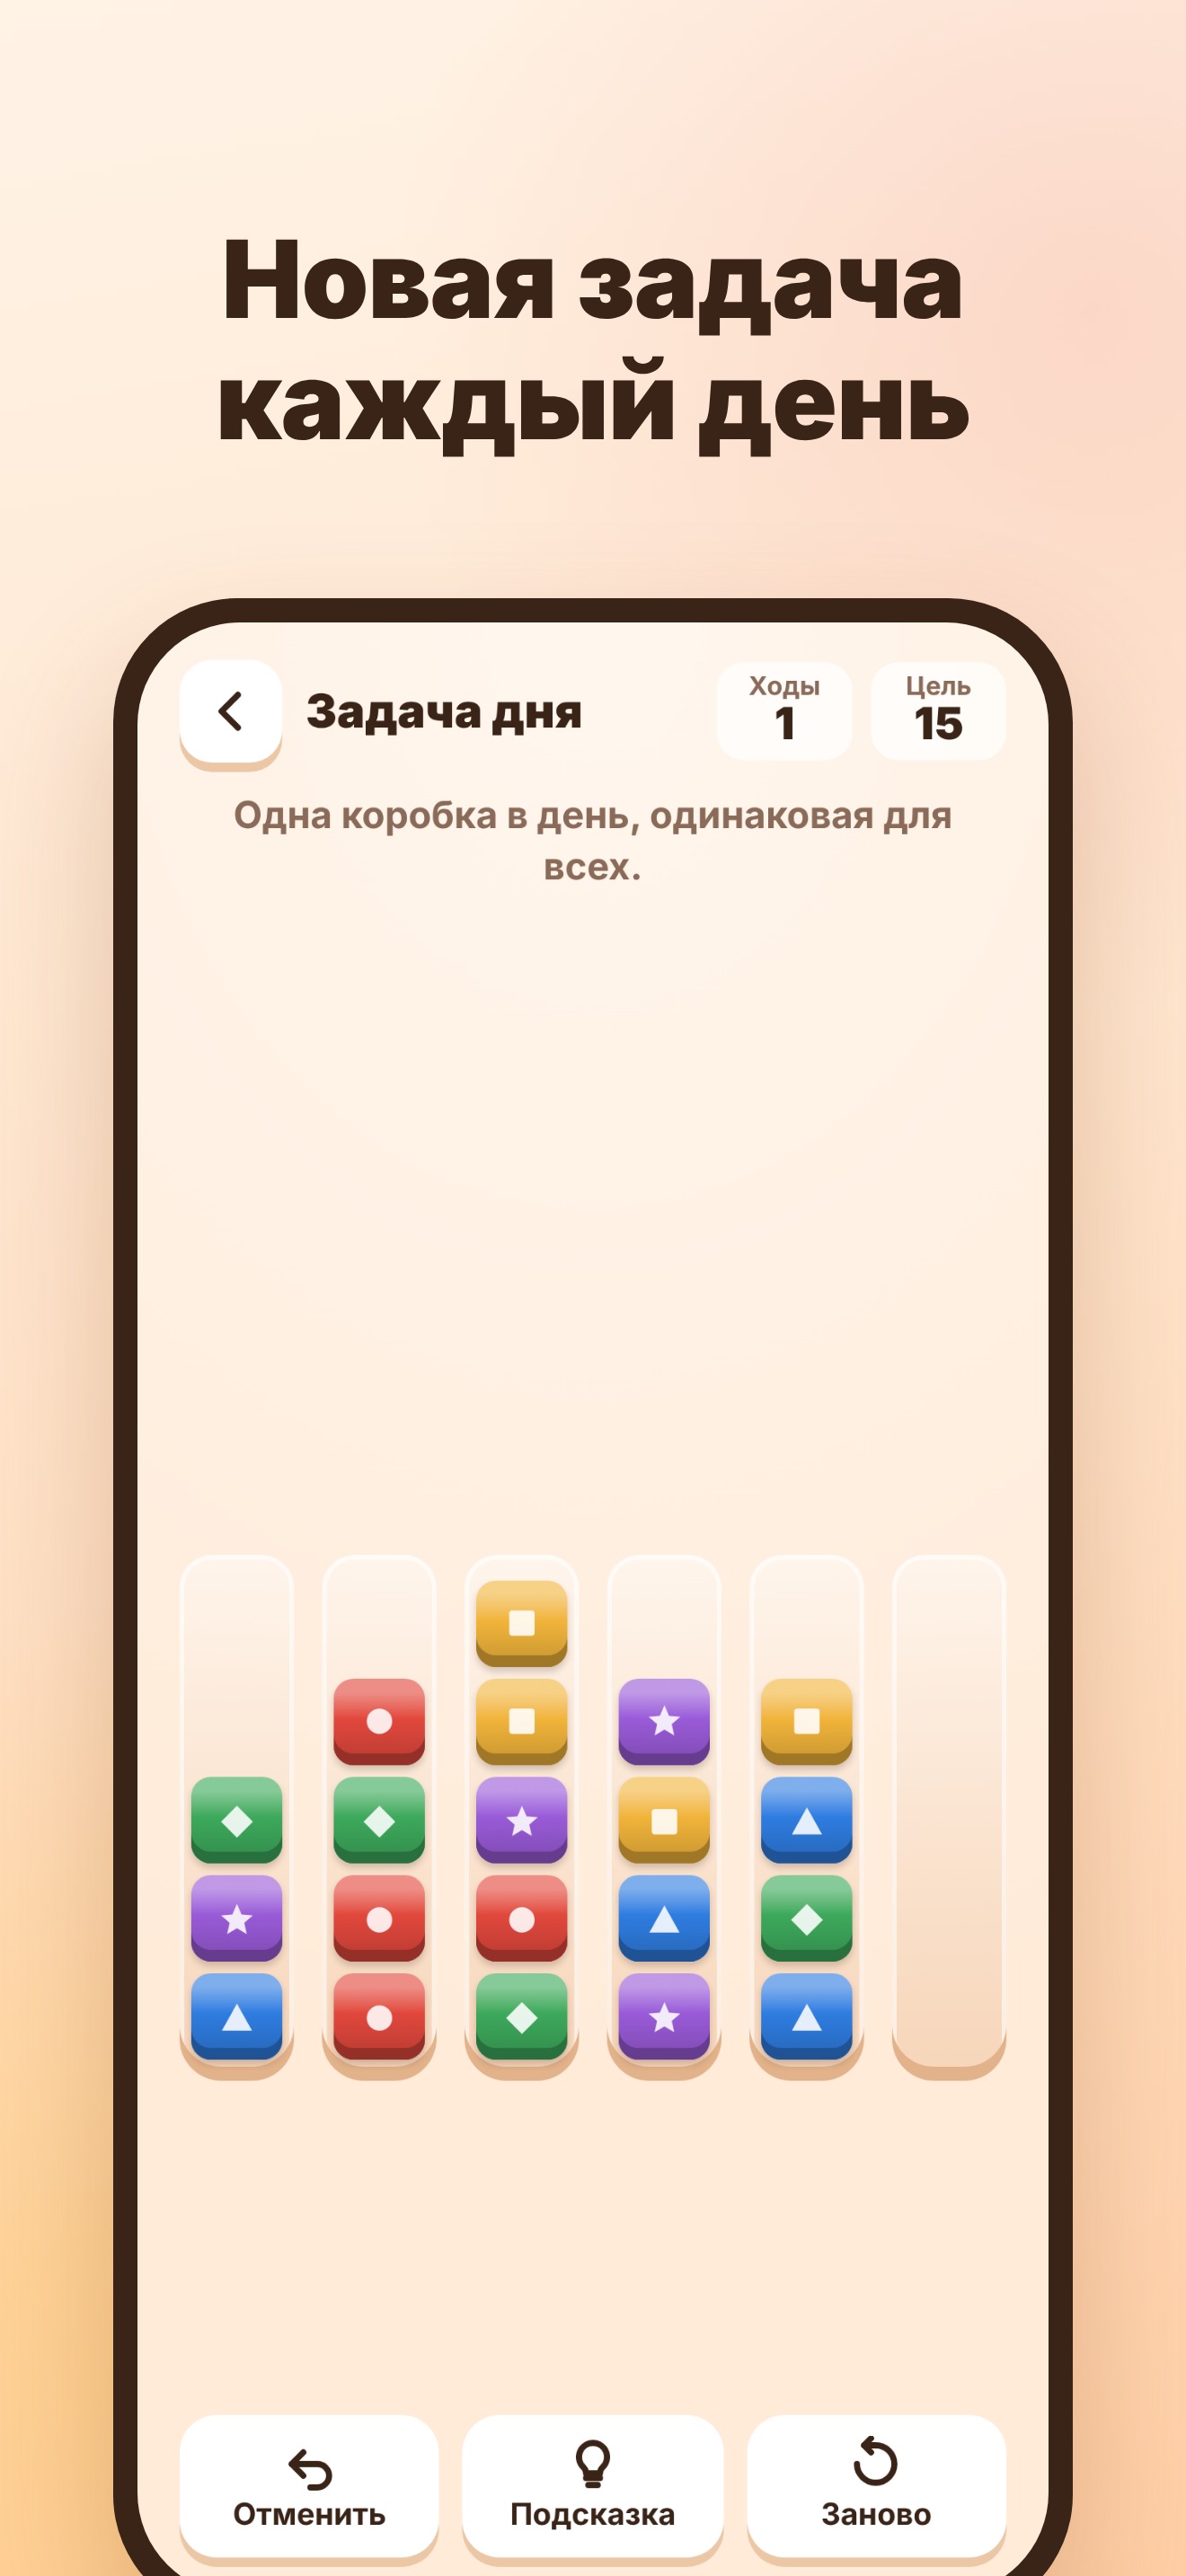 Новая задача
каждый день
Задача дня
Ходы
1
Цель
15
Одна коробка в день, одинаковая для
всех.
Отменить
Подсказка
Заново